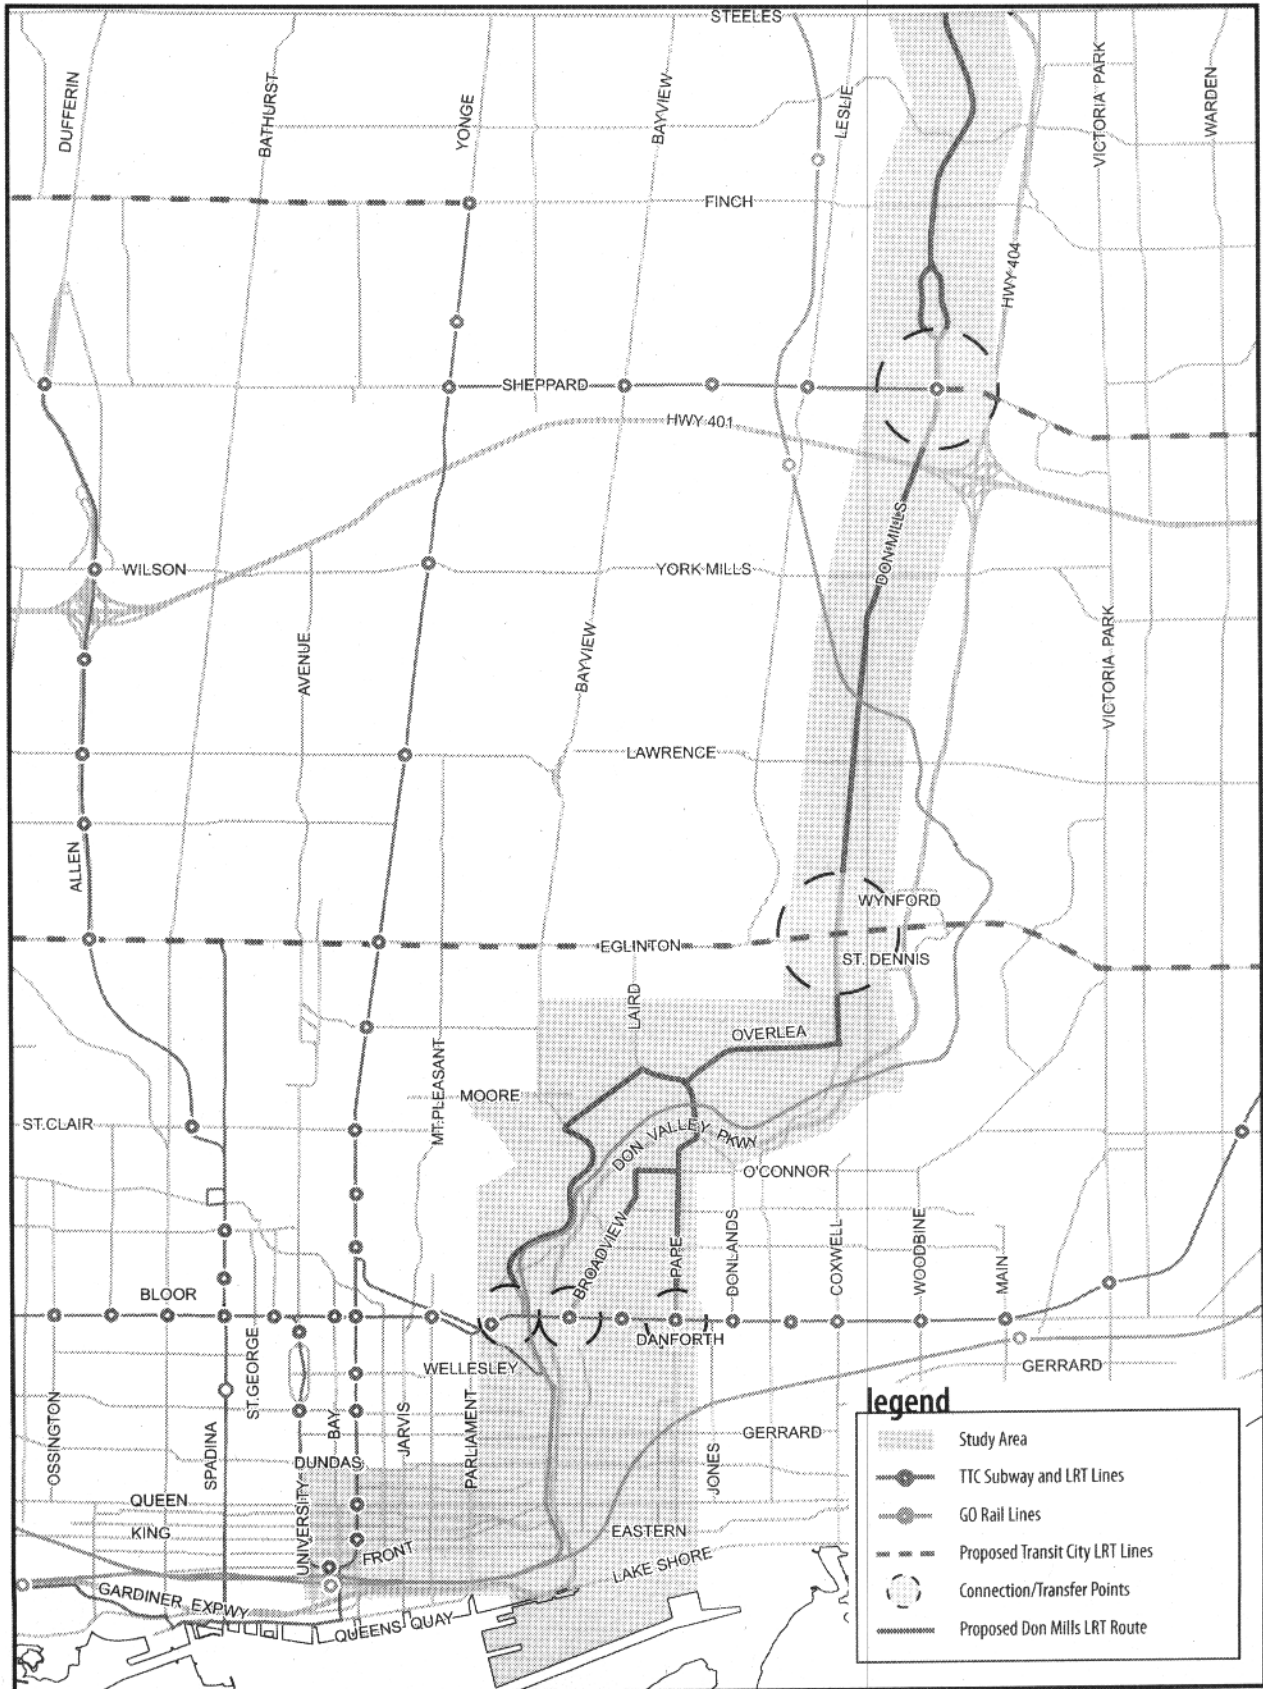 STEELES
DUFFERIN
BATHURST
YONGE
BAYVIEW
LESLIE
VICTORIA PARK
WARDEN
FINCH
HWY 404
SHEPPARD
HWY 401
DON MILLS
WILSON
YORK MILLS
AVENUE
BAYVIEW
VICTORIA PARK
LAWRENCE
ALLEN
WYNFORD
EGLINTON
ST. DENNIS
LAIRD
OVERLEA
MT.PLEASANT
MOORE
ST.CLAIR
DON VALLEY PKWY
O'CONNOR
BROADVIEW
PAPE
DONLANDS
COXWELL
WOODBINE
MAIN
BLOOR
DANFORTH
ST.GEORGE
WELLESLEY
GERRARD
OSSINGTON
SPADINA
BAY
JARVIS
PARLIAMENT
GERRARD
JONES
DUNDAS
QUEEN
KING
UNIVERSITY
FRONT
EASTERN
LAKE SHORE
GARDINER EXPWY
QUEENS QUAY
legend
Study Area
TTC Subway and LRT Lines
GO Rail Lines
Proposed Transit City LRT Lines
Connection/Transfer Points
Proposed Don Mills LRT Route